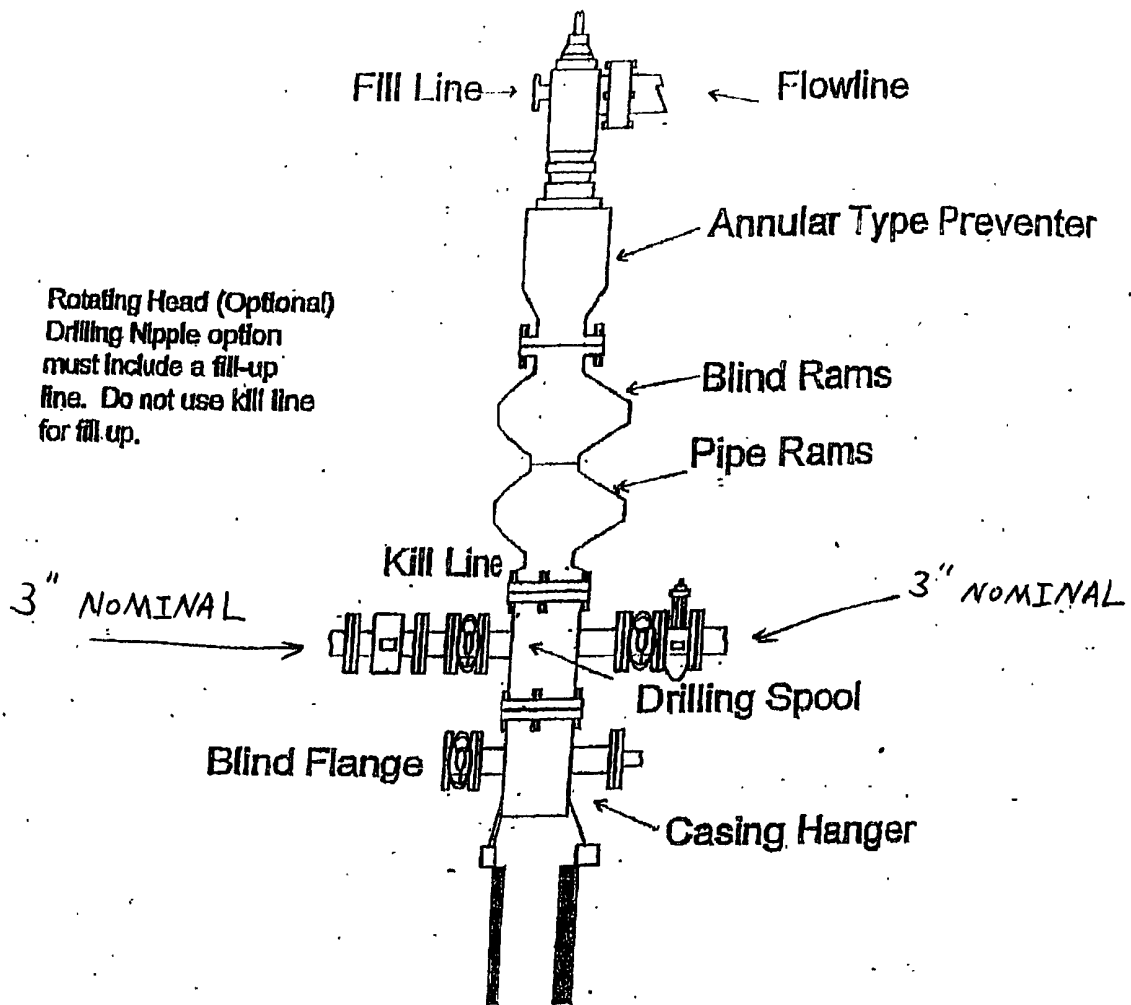 Fill Line
Flowline
Annular Type Preventer
Rotating Head (Optional)
Drilling Nipple option
must include a fill-up
line. Do not use kill line
for fill up.
Blind Rams
Pipe Rams
Kill Line
3" NOMINAL
3" NOMINAL
Drilling Spool
Blind Flange
Casing Hanger